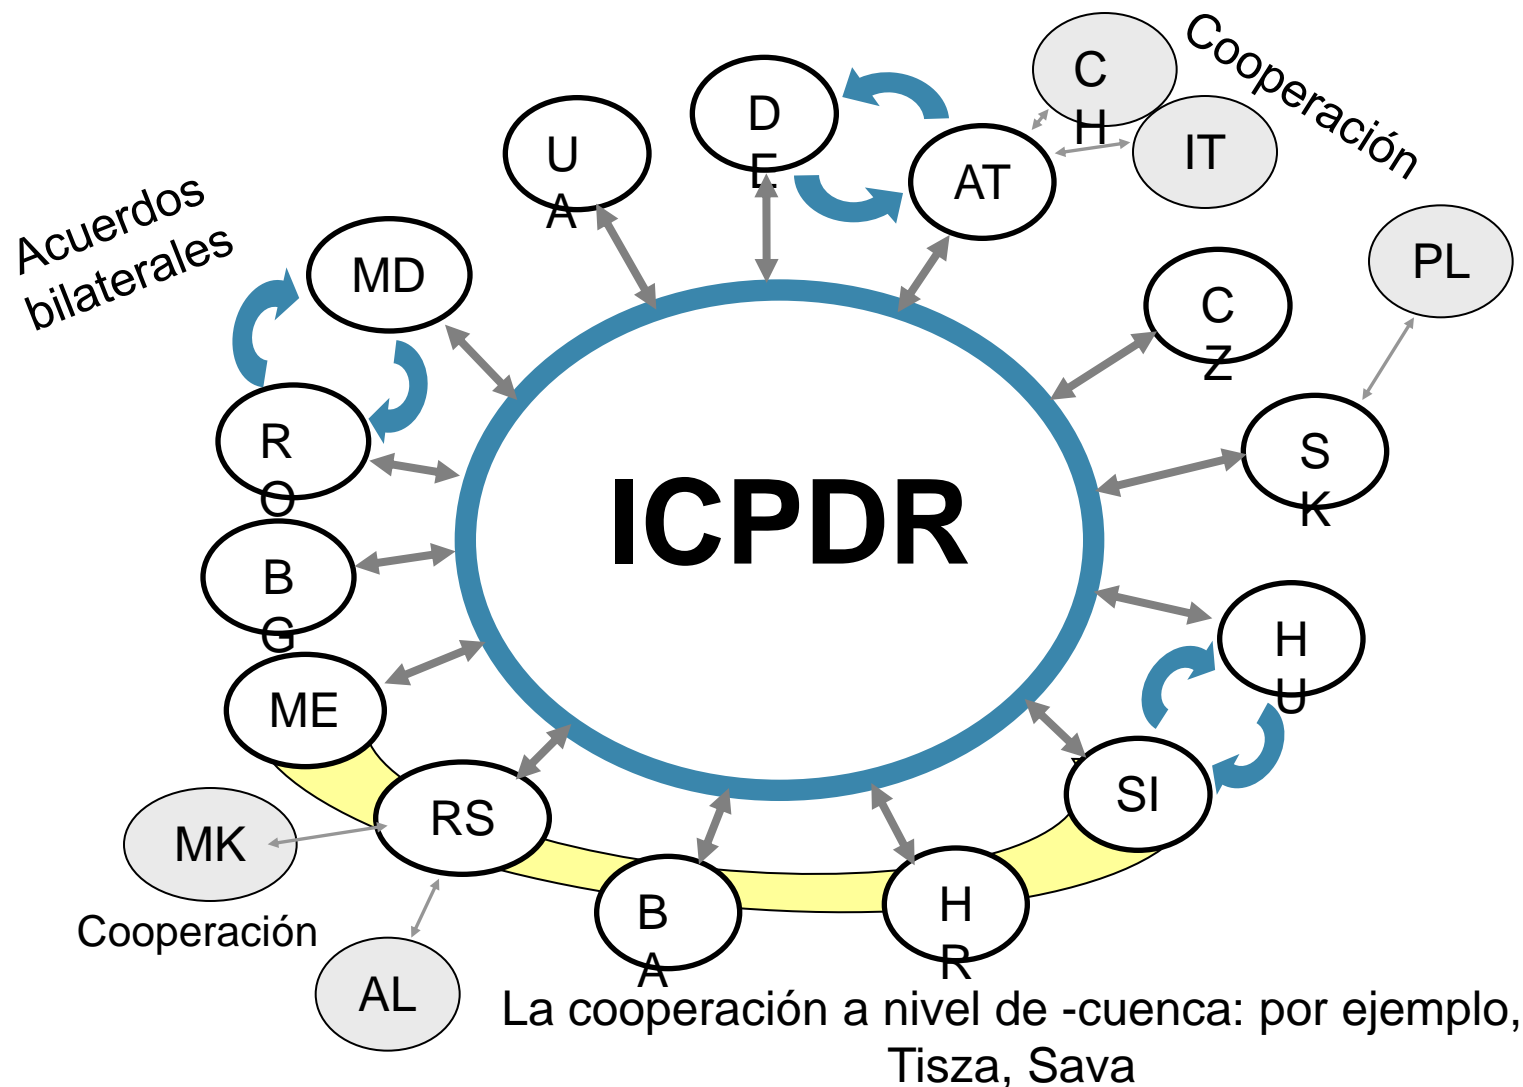 Cooperación
C
H
IT
D
E
U
A
AT
Acuerdos
bilaterales
MD
PL
C
Z
R
O
S
K
ICPDR
B
G
H
U
ME
SI
RS
MK
B
A
H
R
Cooperación
AL
La cooperación a nivel de -cuenca: por ejemplo,
Tisza, Sava